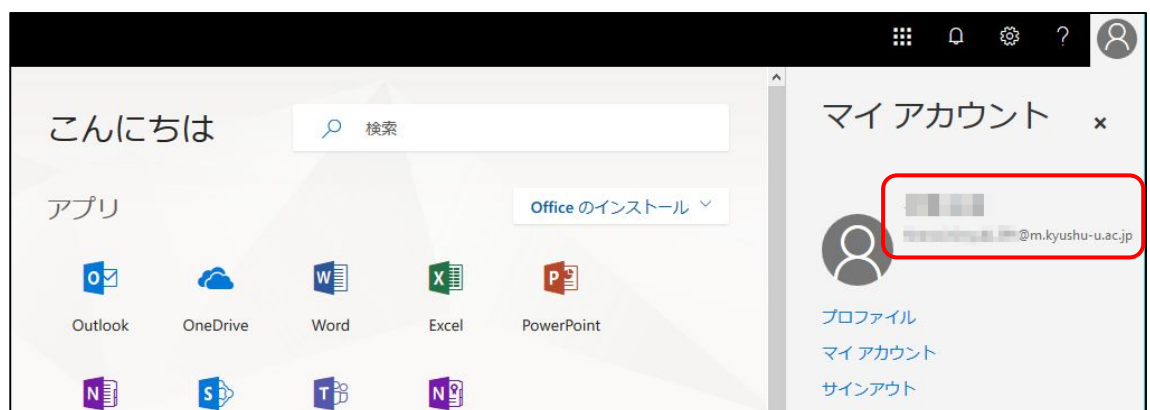 こんにちは
検索
アプリ
Office のインストール
Outlook
OneDrive
Word
Excel
PowerPoint
マイ アカウント
@m.kyushu-u.ac.jp
プロファイル
マイ アカウント
サインアウト